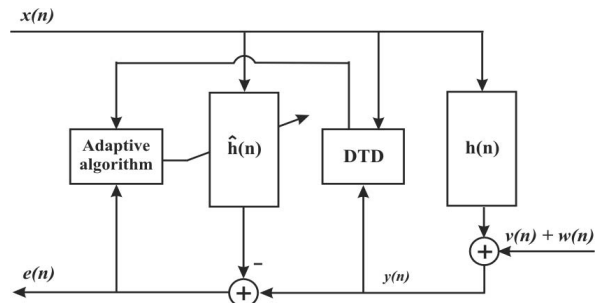 x(n)
Adaptive
algorithm
ĥ(n)
DTD
h(n)
v(n) + w(n)
e(n)
–
y(n)
+
+